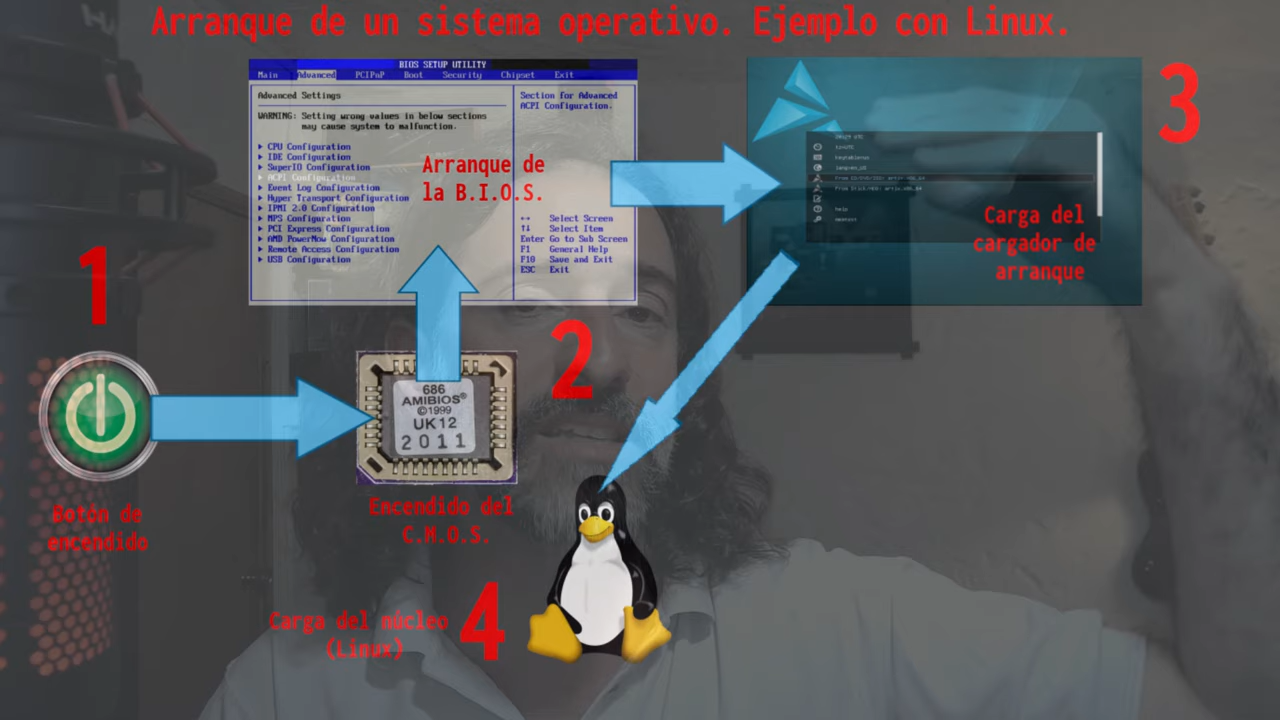 Arranque de un sistema operativo. Ejemplo con Linux.
BIOS SETUP UTILITY
Main Advanced PCIPnP Boot Security Chipset Exit
Advanced Settings
WARNING: Setting wrong values in below sections
may cause system to malfunction.
CPU Configuration
IDE Configuration
SuperIO Configuration
ACPI Configuration
Event Log Configuration
Hyper Transport Configuration
IPMI 2.0 Configuration
MPS Configuration
PCI Express Configuration
AMD PowerNow Configuration
Remote Access Configuration
USB Configuration
Section for Advanced
ACPI Configuration.
↔ Select Screen
↑↓ Select Item
Enter Go to Sub Screen
F1 General Help
F10 Save and Exit
ESC Exit
Arranque de
la B.I.O.S.
3
help
Carga del
cargador de
arranque
1
Botón de
encendido
2
686
AMIBIOS®
©1999
UK12
2011
Encendido del
C.M.O.S.
4
Carga del núcleo
(Linux)